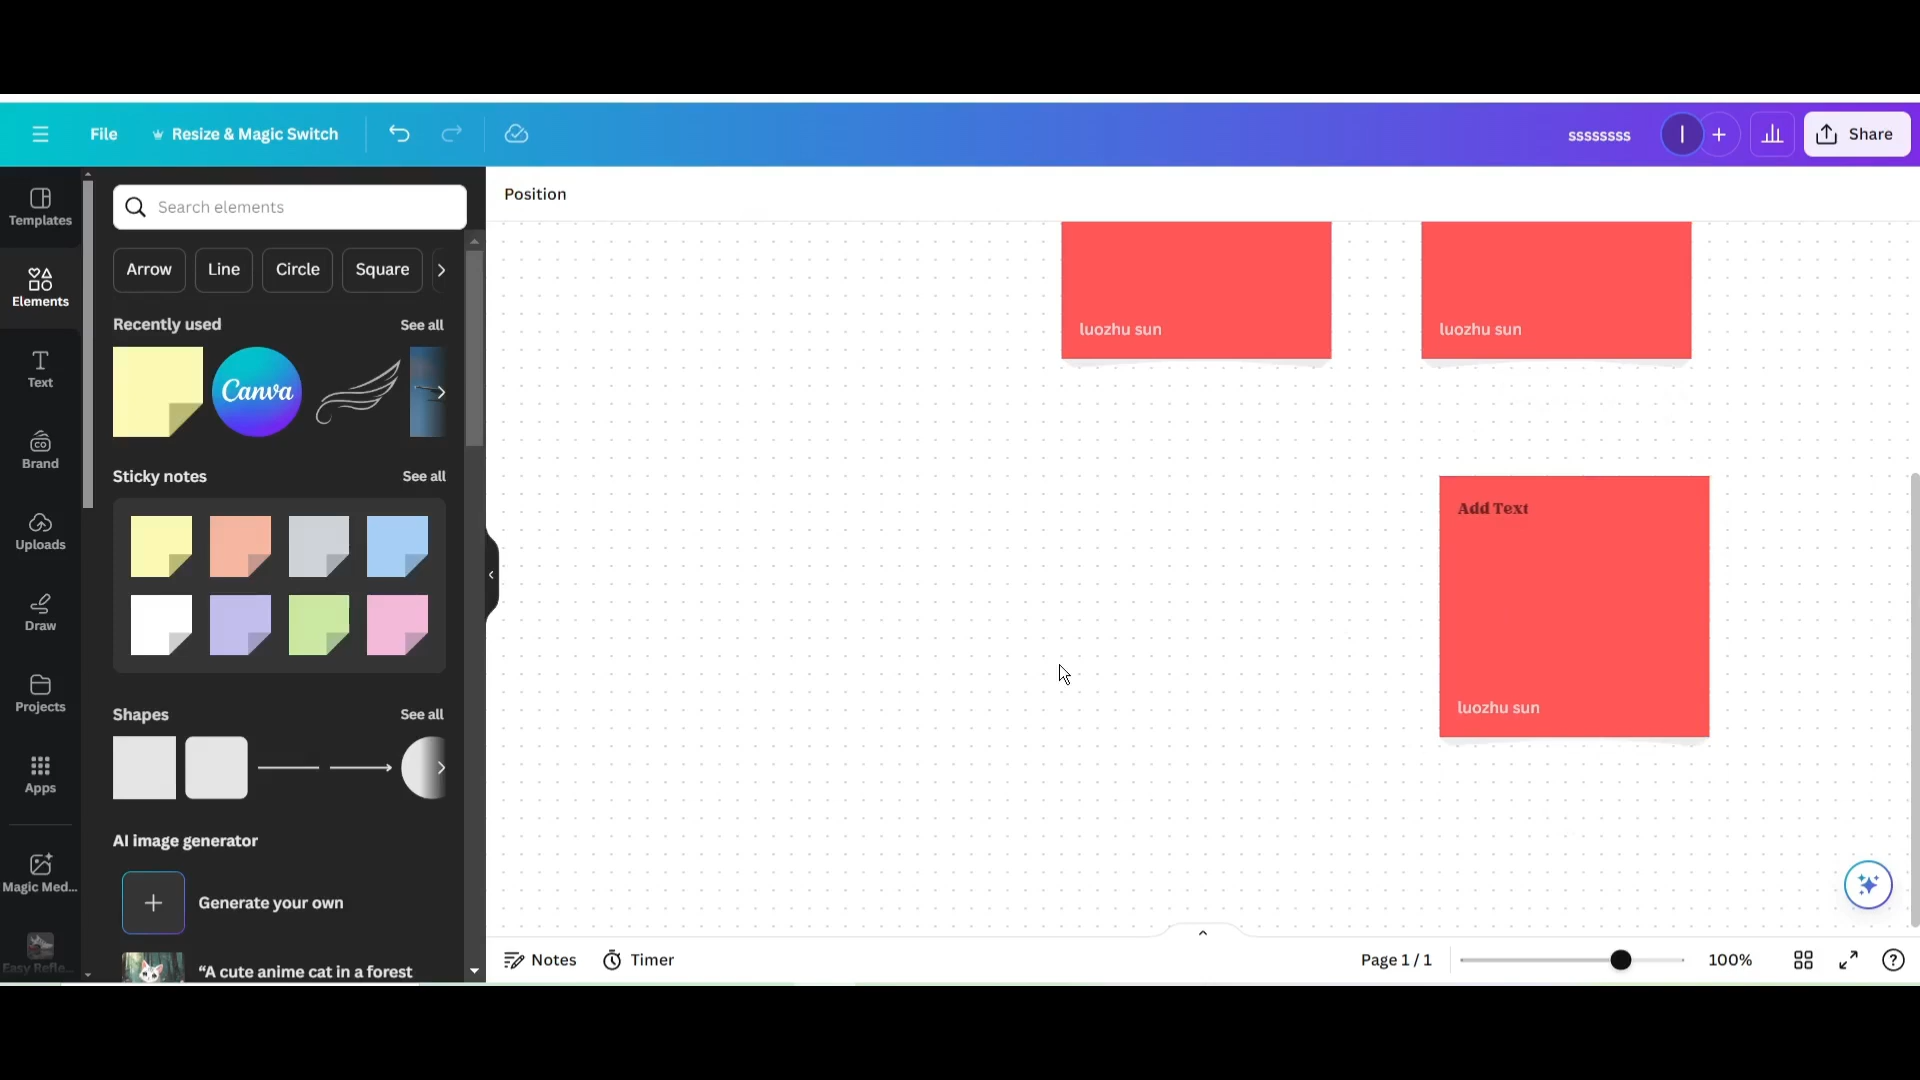 File
Resize & Magic Switch
ssssssss
I
Share
Templates
Elements
Text
Brand
Uploads
Draw
Projects
Apps
Magic Med...
Easy Refle...
Search elements
Arrow
Line
Circle
Square
Recently used
See all
Canva
Sticky notes
See all
Shapes
See all
AI image generator
Generate your own
“A cute anime cat in a forest
Position
luozhu sun
luozhu sun
Add Text
luozhu sun
Notes
Timer
Page 1 / 1
100%